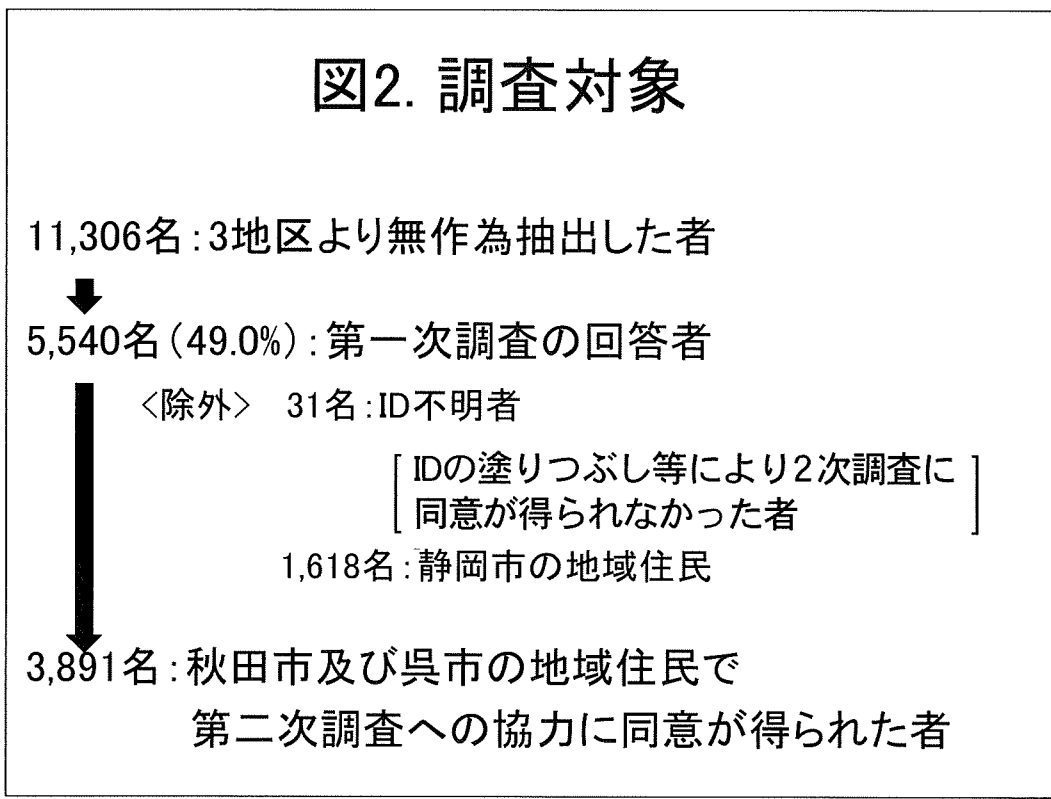 図2. 調査対象
11,306名:3地区より無作為抽出した者
5,540名(49.0%):第一次調査の回答者
<除外> 31名:ID不明者
[IDの塗りつぶし等により2次調査に
同意が得られなかった者]
1,618名:静岡市の地域住民
3,891名:秋田市及び呉市の地域住民で
第二次調査への協力に同意が得られた者